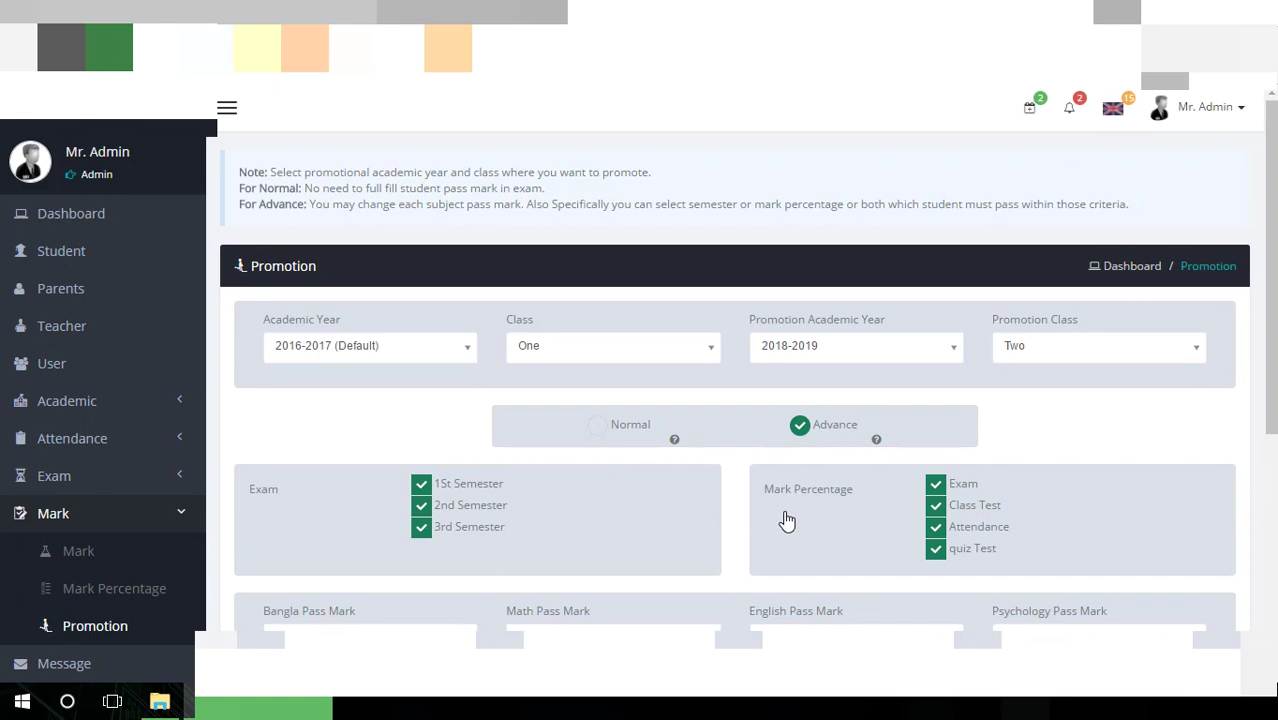 2
2
15
Mr. Admin
Mr. Admin
Admin
Dashboard
Student
Parents
Teacher
User
Academic
Attendance
Exam
Mark
Mark
Mark Percentage
Promotion
Message
Note: Select promotional academic year and class where you want to promote.
For Normal: No need to full fill student pass mark in exam.
For Advance: You may change each subject pass mark. Also Specifically you can select semester or mark percentage or both which student must pass within those criteria.
Promotion
Dashboard / Promotion
Academic Year
Class
Promotion Academic Year
Promotion Class
2016-2017 (Default)
One
2018-2019
Two
Normal
?
Advance
?
Exam
1St Semester
2nd Semester
3rd Semester
Mark Percentage
Exam
Class Test
Attendance
quiz Test
Bangla Pass Mark
Math Pass Mark
English Pass Mark
Psychology Pass Mark